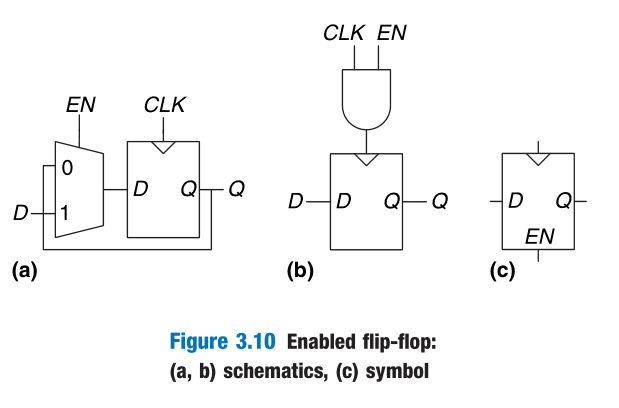 CLK EN
EN CLK
0
D 1 D Q Q
D D Q Q
D Q
EN
(a) (b) (c)
Figure 3.10 Enabled flip-flop:
(a, b) schematics, (c) symbol